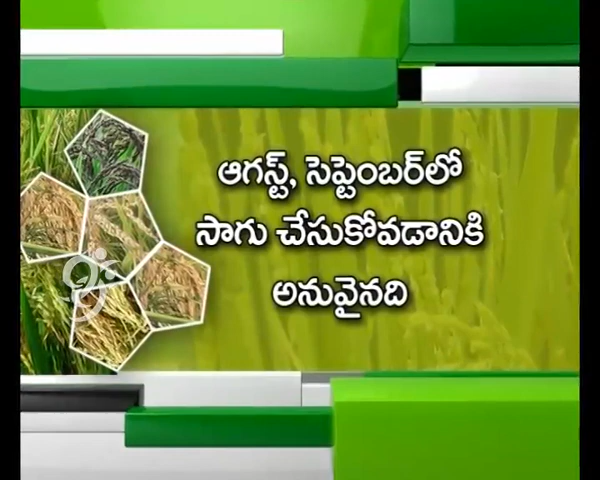 ఆగస్ట్, సెప్టెంబర్‌లో
సాగు చేసుకోవడానికి
అనువైనది